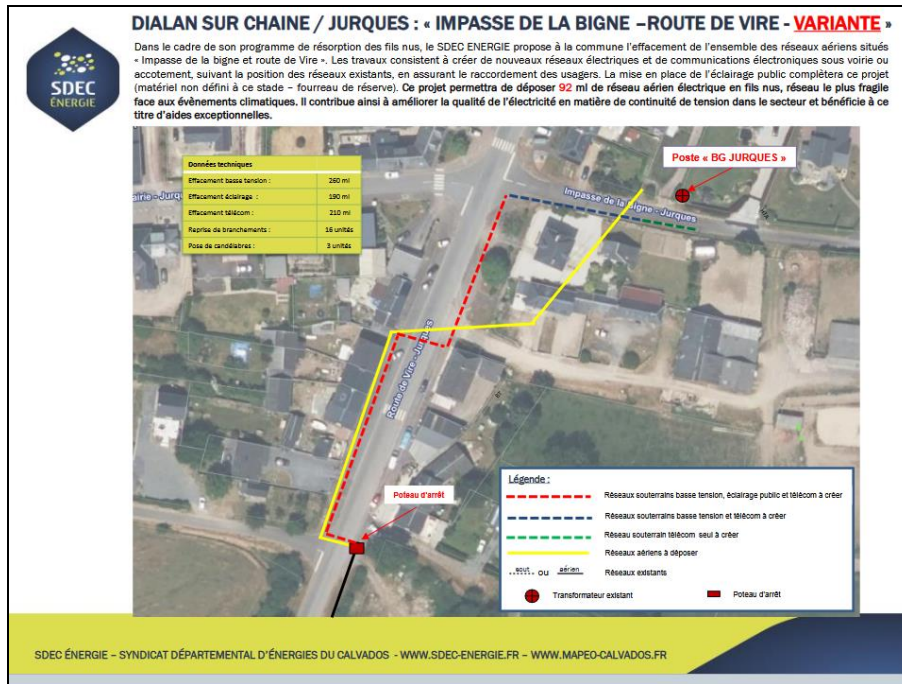 DIALAN SUR CHAINE / JURQUES : « IMPASSE DE LA BIGNE –ROUTE DE VIRE - VARIANTE »
Dans le cadre de son programme de résorption des fils nus, le SDEC ENERGIE propose à la commune l'effacement de l'ensemble des réseaux aériens situés
« Impasse de la bigne et route de Vire ». Les travaux consistent à créer de nouveaux réseaux électriques et de communications électroniques sous voirie ou
accotement, suivant la position des réseaux existants, en assurant le raccordement des usagers. La mise en place de l'éclairage public complètera ce projet
(matériel non défini à ce stade – fourreau de réserve). Ce projet permettra de déposer 92 ml de réseau aérien électrique en fils nus, réseau le plus fragile
face aux évènements climatiques. Il contribue ainsi à améliorer la qualité de l'électricité en matière de continuité de tension dans le secteur et bénéficie à ce
titre d'aides exceptionnelles.
SDEC
ÉNERGIE
Données techniques
Effacement basse tension : 260 ml
Effacement éclairage : 190 ml
Effacement télécom : 210 ml
Reprise de branchements : 16 unités
Pose de candélabres : 3 unités
Poste « BG JURQUES »
airie - Jurq
Impasse de la Bigne - Jurques
Route de Vire - Jurques
Poteau d'arrêt
Légende :
Réseaux souterrains basse tension, éclairage public et télécom à créer
Réseaux souterrains basse tension et télécom à créer
Réseau souterrain télécom seul à créer
Réseaux aériens à déposer
sout ou aérien Réseaux existants
Transformateur existant Poteau d'arrêt
SDEC ÉNERGIE – SYNDICAT DÉPARTEMENTAL D'ÉNERGIES DU CALVADOS - WWW.SDEC-ENERGIE.FR – WWW.MAPEO-CALVADOS.FR